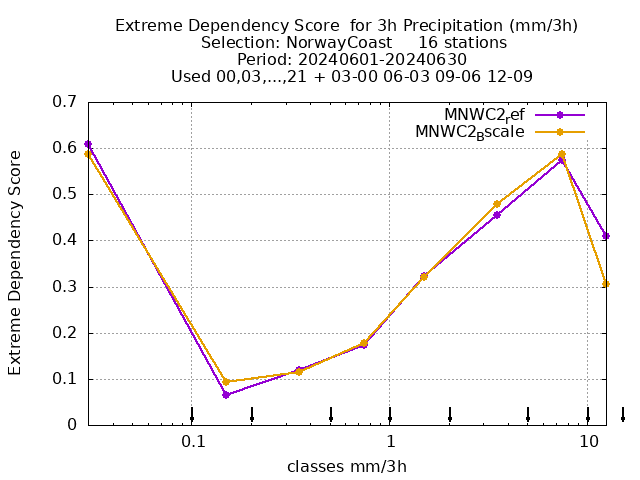 Extreme Dependency Score  for 3h Precipitation (mm/3h)
Selection: NorwayCoast     16 stations
Period: 20240601-20240630
Used 00,03,...,21 + 03-00 06-03 09-06 12-09
MNWC2ref
MNWC2Bscale
0.7
0.6
0.5
0.4
0.3
0.2
0.1
0
Extreme Dependency Score
0.1 1 10
classes mm/3h